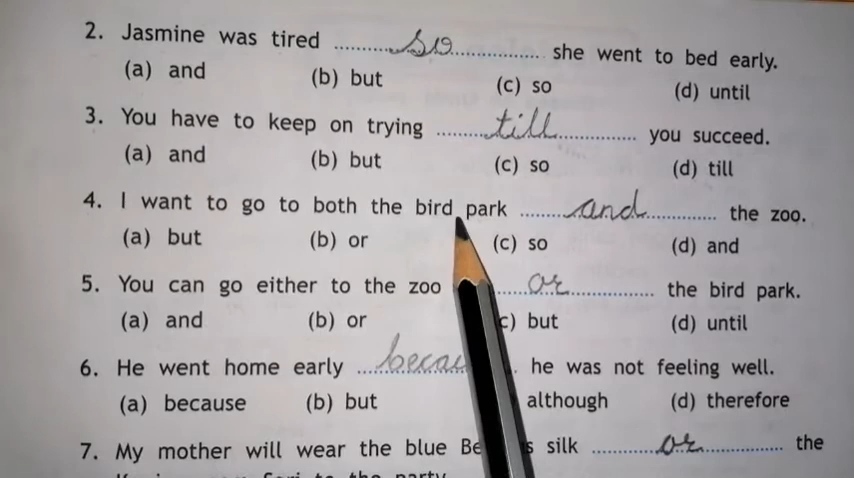 2. Jasmine was tired ........so........ she went to bed early.
(a) and (b) but (c) so (d) until
3. You have to keep on trying ........till........ you succeed.
(a) and (b) but (c) so (d) till
4. I want to go to both the bird park ........and........ the zoo.
(a) but (b) or (c) so (d) and
5. You can go either to the zoo ........or........ the bird park.
(a) and (b) or (c) but (d) until
6. He went home early ........ he was not feeling well.
(a) because (b) but although (d) therefore
7. My mother will wear the blue silk ........or........ the
to the party